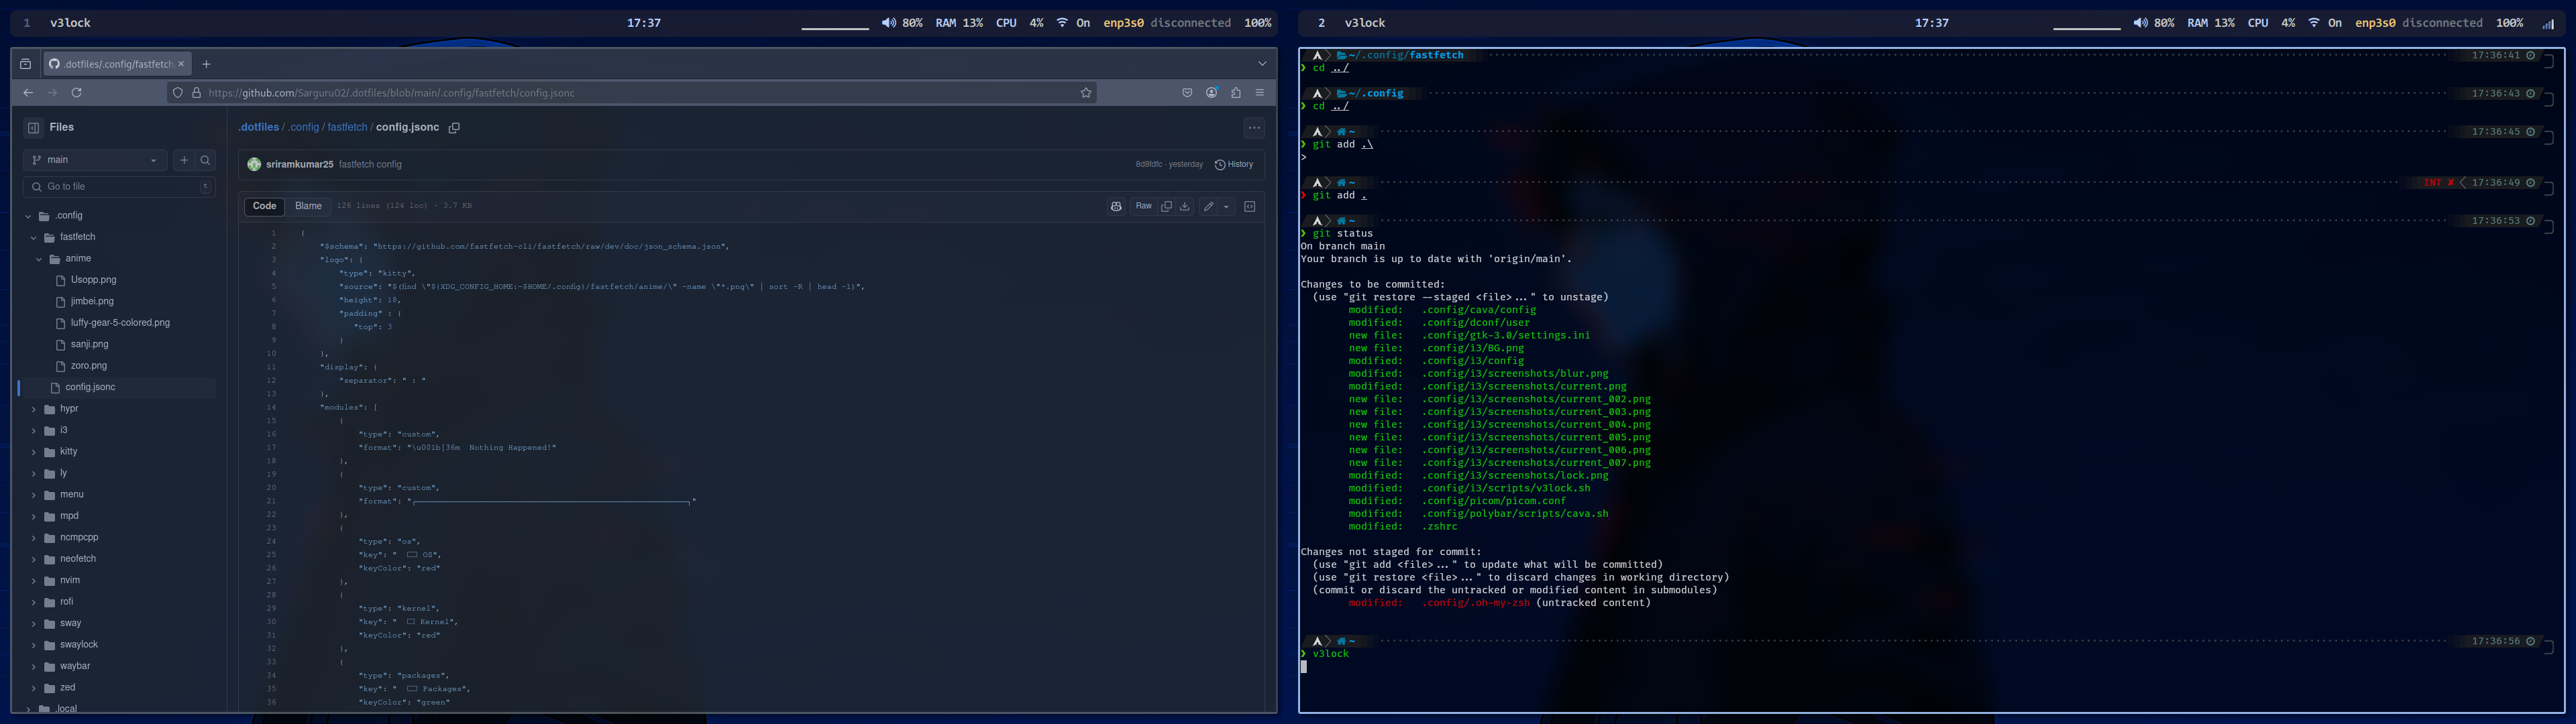 1 v3lock 17:37 80% RAM 13% CPU 4% On enp3s0 disconnected 100%
.dotfiles/.config/fastfetch
https://github.com/Sarguru02/.dotfiles/blob/main/.config/fastfetch/config.jsonc
Files
main
Go to file t
.config
fastfetch
anime
Usopp.png
jimbei.png
luffy-gear-5-colored.png
sanji.png
zoro.png
config.jsonc
hypr
i3
kitty
ly
menu
mpd
ncmpcpp
neofetch
nvim
rofi
sway
swaylock
waybar
zed
.local
.dotfiles / .config / fastfetch / config.jsonc
sriramkumar25 fastfetch config 8d8fdfc · yesterday History
Code Blame 126 lines (124 loc) · 3.7 KB Raw
1 {
2 "$schema": "https://github.com/fastfetch-cli/fastfetch/raw/dev/doc/json_schema.json",
3 "logo": {
4 "type": "kitty",
5 "source": "$(find \"${XDG_CONFIG_HOME:-$HOME/.config}/fastfetch/anime/\" -name \"*.png\" | sort -R | head -1)",
6 "height": 18,
7 "padding" : {
8 "top": 3
9 }
10 },
11 "display": {
12 "separator": " : "
13 },
14 "modules": [
15 {
16 "type": "custom",
17 "format": "\u001b[36m  Nothing Happened!"
18 },
19 {
20 "type": "custom",
21 "format": "┌──────────────────────────────────────────┐"
22 },
23 {
24 "type": "os",
25 "key": "  OS",
26 "keyColor": "red"
27 },
28 {
29 "type": "kernel",
30 "key": "  Kernel",
31 "keyColor": "red"
32 },
33 {
34 "type": "packages",
35 "key": "  Packages",
36 "keyColor": "green"
2 v3lock 17:37 80% RAM 13% CPU 4% On enp3s0 disconnected 100%
~/.config/fastfetch 17:36:41
❯ cd ../
~/.config 17:36:43
❯ cd ../
~ 17:36:45
❯ git add .\
>
~ INT ✘ 17:36:49
❯ git add .
~ 17:36:53
❯ git status
On branch main
Your branch is up to date with 'origin/main'.
Changes to be committed:
(use "git restore --staged <file>..." to unstage)
modified: .config/cava/config
modified: .config/dconf/user
new file: .config/gtk-3.0/settings.ini
new file: .config/i3/BG.png
modified: .config/i3/config
modified: .config/i3/screenshots/blur.png
modified: .config/i3/screenshots/current.png
new file: .config/i3/screenshots/current_002.png
new file: .config/i3/screenshots/current_003.png
new file: .config/i3/screenshots/current_004.png
new file: .config/i3/screenshots/current_005.png
new file: .config/i3/screenshots/current_006.png
new file: .config/i3/screenshots/current_007.png
modified: .config/i3/screenshots/lock.png
modified: .config/i3/scripts/v3lock.sh
modified: .config/picom/picom.conf
modified: .config/polybar/scripts/cava.sh
modified: .zshrc
Changes not staged for commit:
(use "git add <file>..." to update what will be committed)
(use "git restore <file>..." to discard changes in working directory)
(commit or discard the untracked or modified content in submodules)
modified: .config/.oh-my-zsh (untracked content)
~ 17:36:56
❯ v3lock